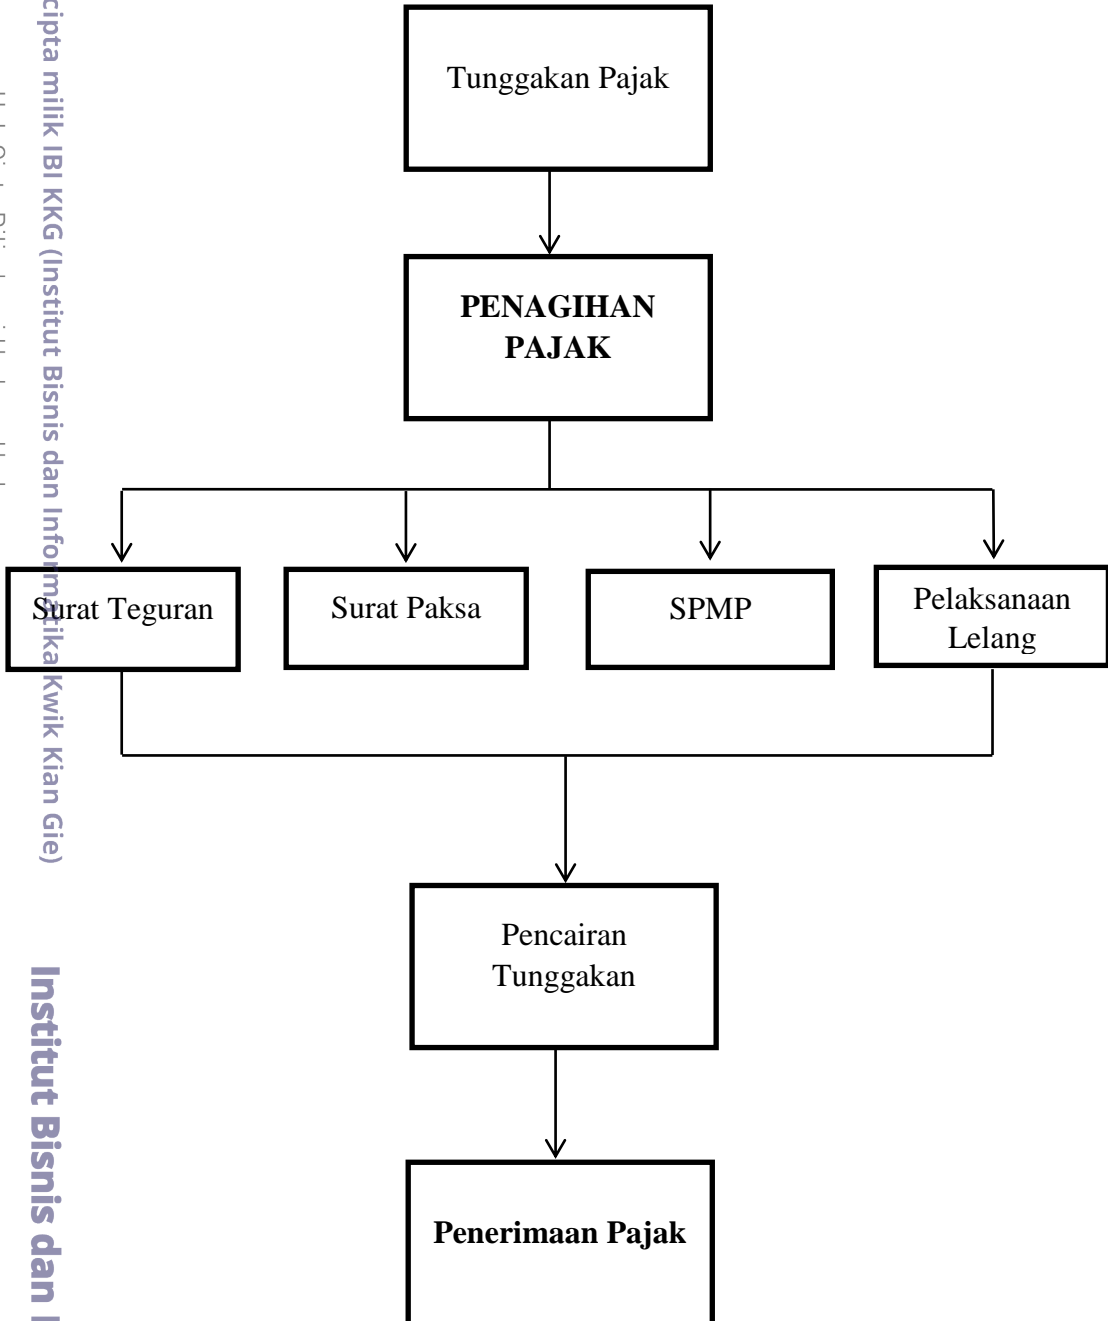 Tunggakan Pajak
PENAGIHAN
PAJAK
Surat Teguran
Surat Paksa
SPMP
Pelaksanaan
Lelang
Pencairan
Tunggakan
Penerimaan Pajak
cipta milik IBI KKG (Institut Bisnis dan Informatika Kwik Kian Gie)
Institut Bisnis dan